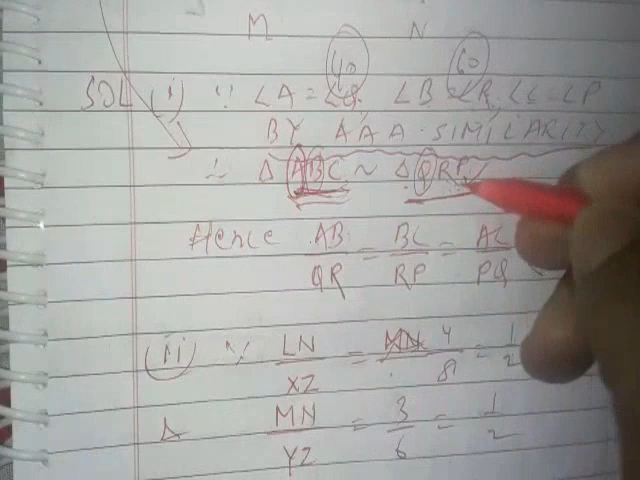 M N
40 60
SOL (i) ∵ ∠A = ∠Q ∠B = ∠R ∠C = ∠P
BY AAA SIMILARITY
∴ Δ ABC ~ Δ QRP
Hence AB/QR = BC/RP = AC/PQ
(ii) ∵ LN/XZ = 4/8 = 1/2
MN/YZ = 3/6 = 1/2